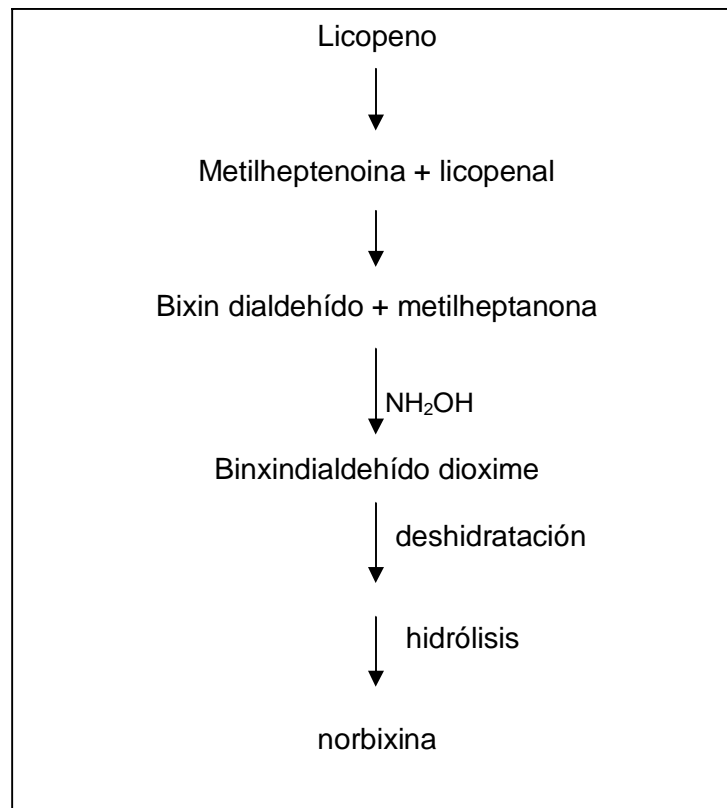 Licopeno
Metilheptenoina + licopenal
Bixin dialdehído + metilheptanona
NH₂OH
Binxindialdehído dioxime
deshidratación
hidrólisis
norbixina